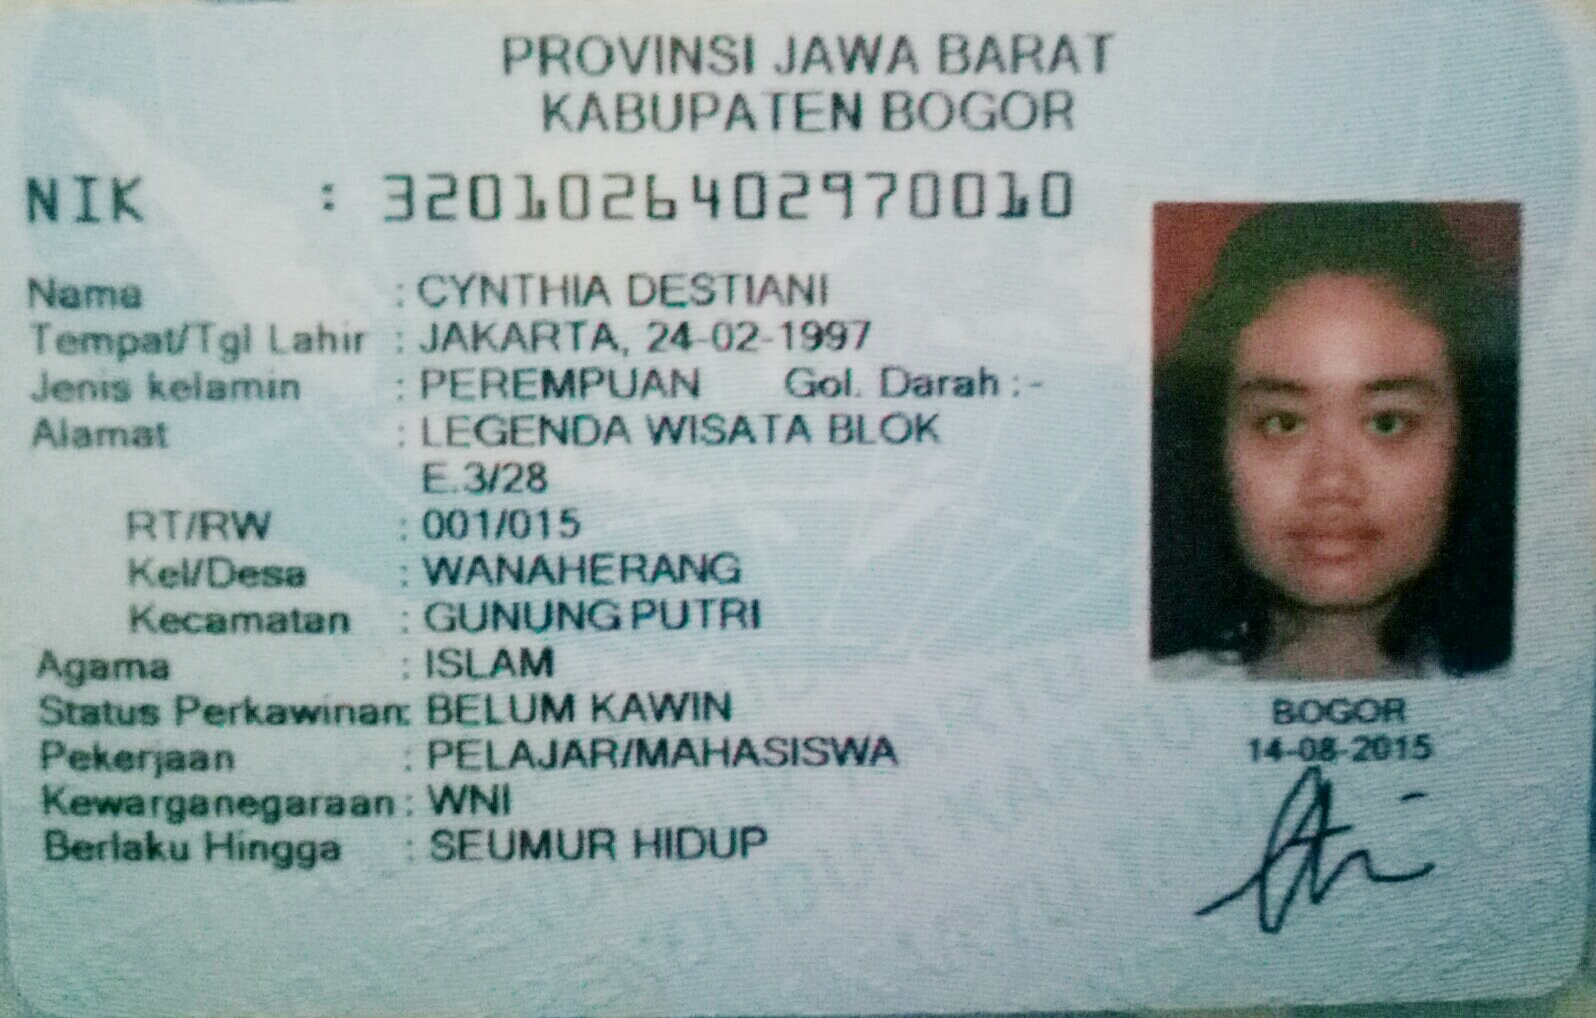 PROVINSI JAWA BARAT
KABUPATEN BOGOR
NIK : 3201026402970010
Nama : CYNTHIA DESTIANI
Tempat/Tgl Lahir : JAKARTA, 24-02-1997
Jenis kelamin : PEREMPUAN Gol. Darah :-
Alamat : LEGENDA WISATA BLOK
E.3/28
RT/RW : 001/015
Kel/Desa : WANAHERANG
Kecamatan : GUNUNG PUTRI
Agama : ISLAM
Status Perkawinan: BELUM KAWIN
Pekerjaan : PELAJAR/MAHASISWA
Kewarganegaraan: WNI
Berlaku Hingga : SEUMUR HIDUP
BOGOR
14-08-2015